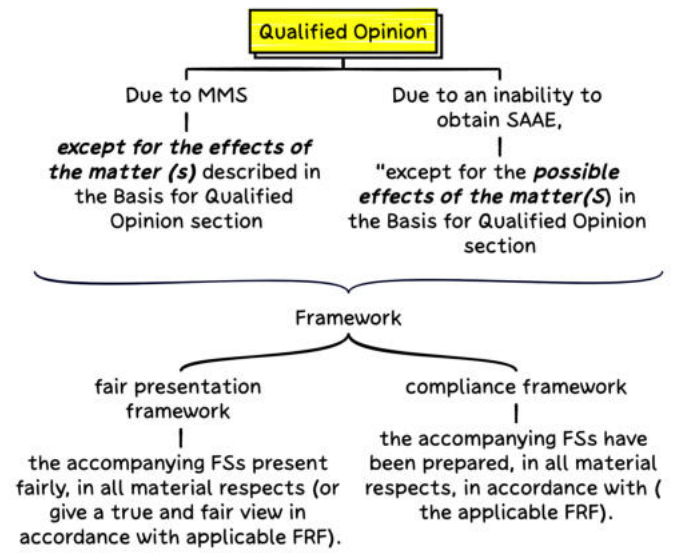 Qualified Opinion
Due to MMS
except for the effects of
the matter (s) described in
the Basis for Qualified
Opinion section
Due to an inability to
obtain SAAE,
"except for the possible
effects of the matter(S) in
the Basis for Qualified Opinion
section
Framework
fair presentation
framework
the accompanying FSs present
fairly, in all material respects (or
give a true and fair view in
accordance with applicable FRF).
compliance framework
the accompanying FSs have
been prepared, in all material
respects, in accordance with (
the applicable FRF).